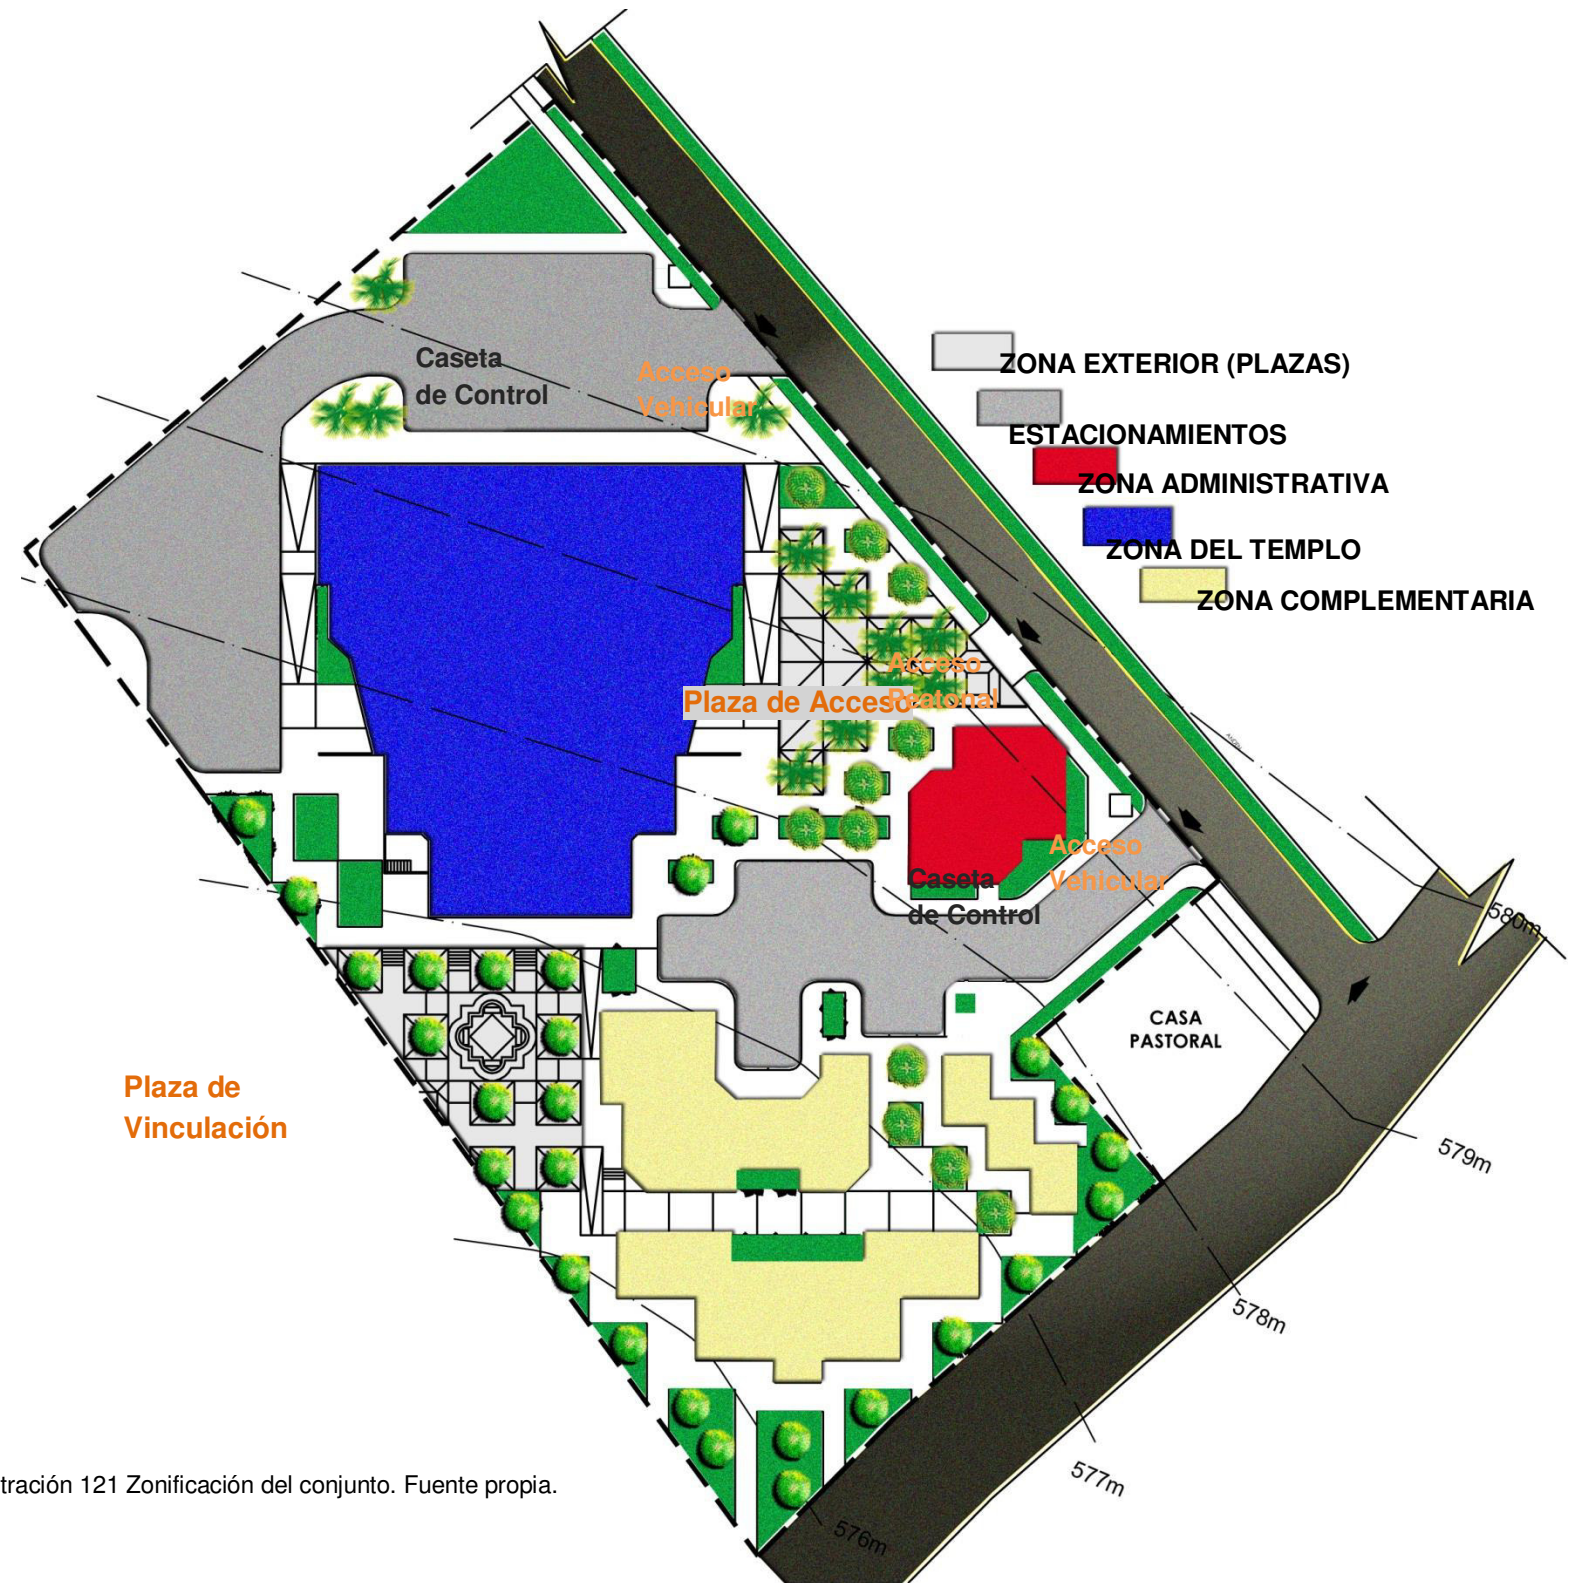 Caseta
de Control
Acceso
Vehicular
ZONA EXTERIOR (PLAZAS)
ESTACIONAMIENTOS
ZONA ADMINISTRATIVA
ZONA DEL TEMPLO
ZONA COMPLEMENTARIA
Acceso
Peatonal
Plaza de Acceso
Acceso
Vehicular
Caseta
de Control
580m
CASA
PASTORAL
Plaza de
Vinculación
579m
578m
577m
576m
tración 121 Zonificación del conjunto. Fuente propia.